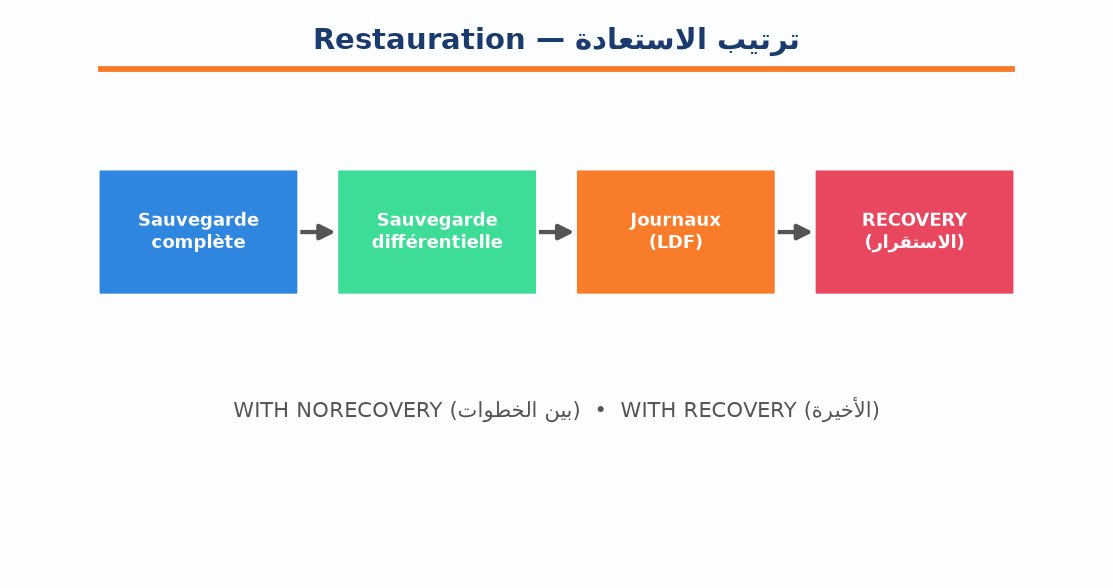 Restauration — ترتيب الاستعادة
Sauvegarde
complète
Sauvegarde
différentielle
Journaux
(LDF)
RECOVERY
(الاستقرار)
WITH NORECOVERY (بين الخطوات) • WITH RECOVERY (الأخيرة)